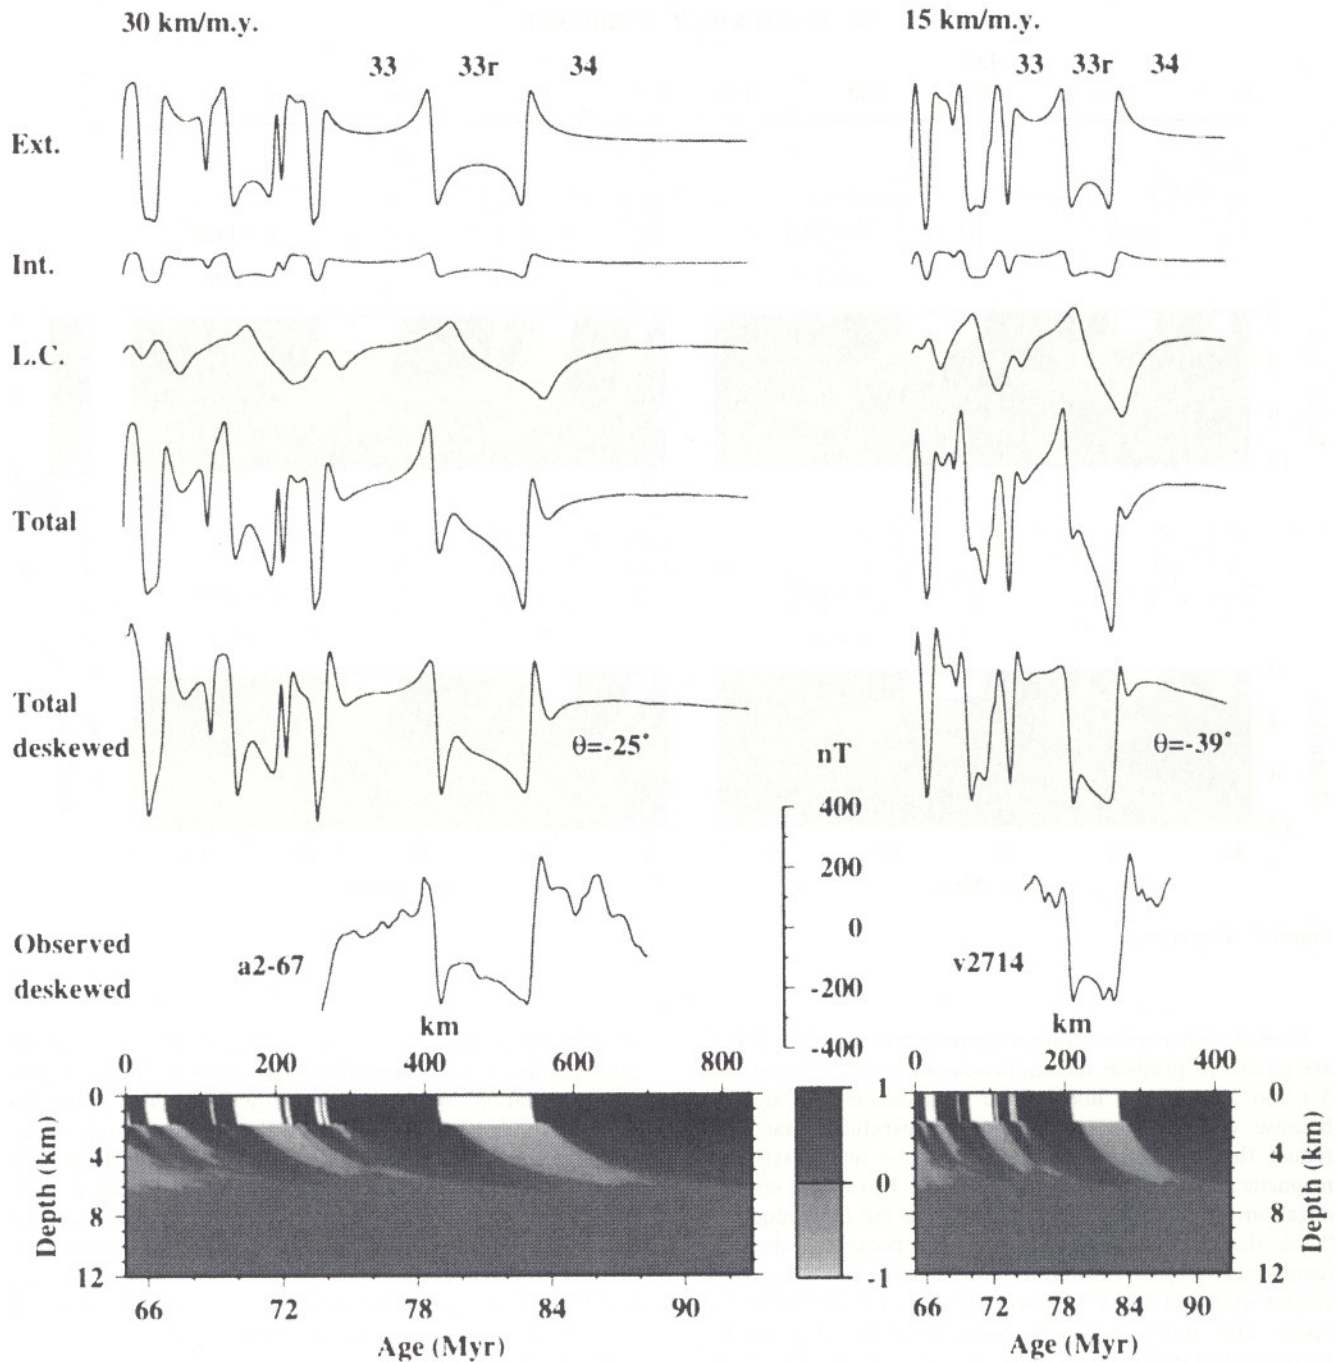 30 km/m.y.
15 km/m.y.
33 33r 34
33 33r 34
Ext.
Int.
L.C.
Total
Total
deskewed
θ=-25°
θ=-39°
nT
400
200
0
-200
-400
Observed
deskewed
a2-67
v2714
km
0 200 400 600 800
km
0 200 400
Depth (km)
0
4
8
12
1
0
-1
0
4
8
12
Depth (km)
66 72 78 84 90
Age (Myr)
66 72 78 84 90
Age (Myr)